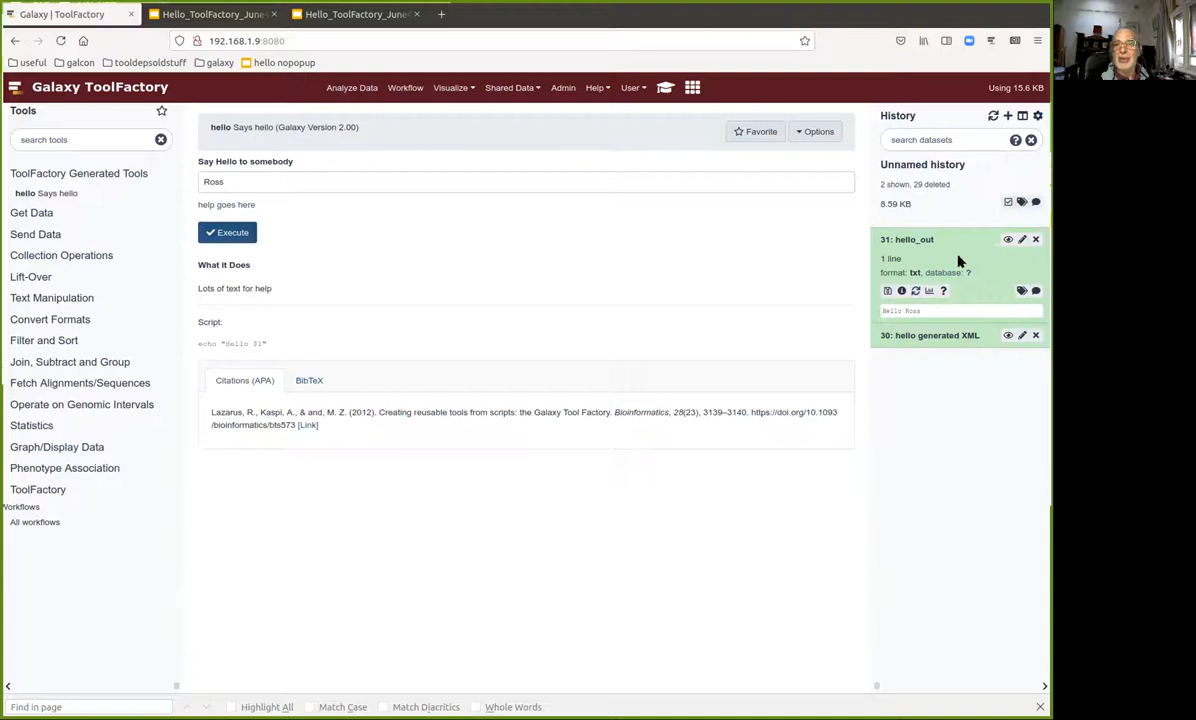 Galaxy | ToolFactory
Hello_ToolFactory_June
Hello_ToolFactory_June
192.168.1.9:8080
useful
galcon
tooldepsoldstuff
galaxy
hello nopopup
Galaxy ToolFactory
Analyze Data
Workflow
Visualize
Shared Data
Admin
Help
User
Using 15.6 KB
Tools
search tools
ToolFactory Generated Tools
hello Says hello
Get Data
Send Data
Collection Operations
Lift-Over
Text Manipulation
Convert Formats
Filter and Sort
Join, Subtract and Group
Fetch Alignments/Sequences
Operate on Genomic Intervals
Statistics
Graph/Display Data
Phenotype Association
ToolFactory
Workflows
All workflows
hello Says hello (Galaxy Version 2.00)
Favorite
Options
Say Hello to somebody
Ross
help goes here
Execute
What it Does
Lots of text for help
Script:
echo "Hello $1"
Citations (APA)
BibTeX
Lazarus, R., Kaspi, A., & and, M. Z. (2012). Creating reusable tools from scripts: the Galaxy Tool Factory. Bioinformatics, 28(23), 3139–3140. https://doi.org/10.1093
/bioinformatics/bts573 [Link]
History
search datasets
Unnamed history
2 shown, 29 deleted
8.59 KB
31: hello_out
1 line
format: txt, database: ?
Hello Ross
30: hello generated XML
Find in page
Highlight All
Match Case
Match Diacritics
Whole Words